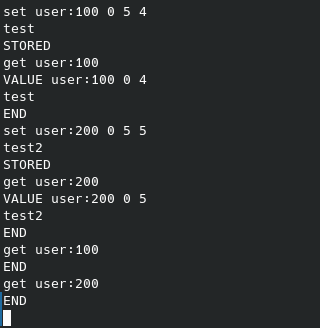 set user:100 0 5 4
test
STORED
get user:100
VALUE user:100 0 4
test
END
set user:200 0 5 5
test2
STORED
get user:200
VALUE user:200 0 5
test2
END
get user:100
END
get user:200
END